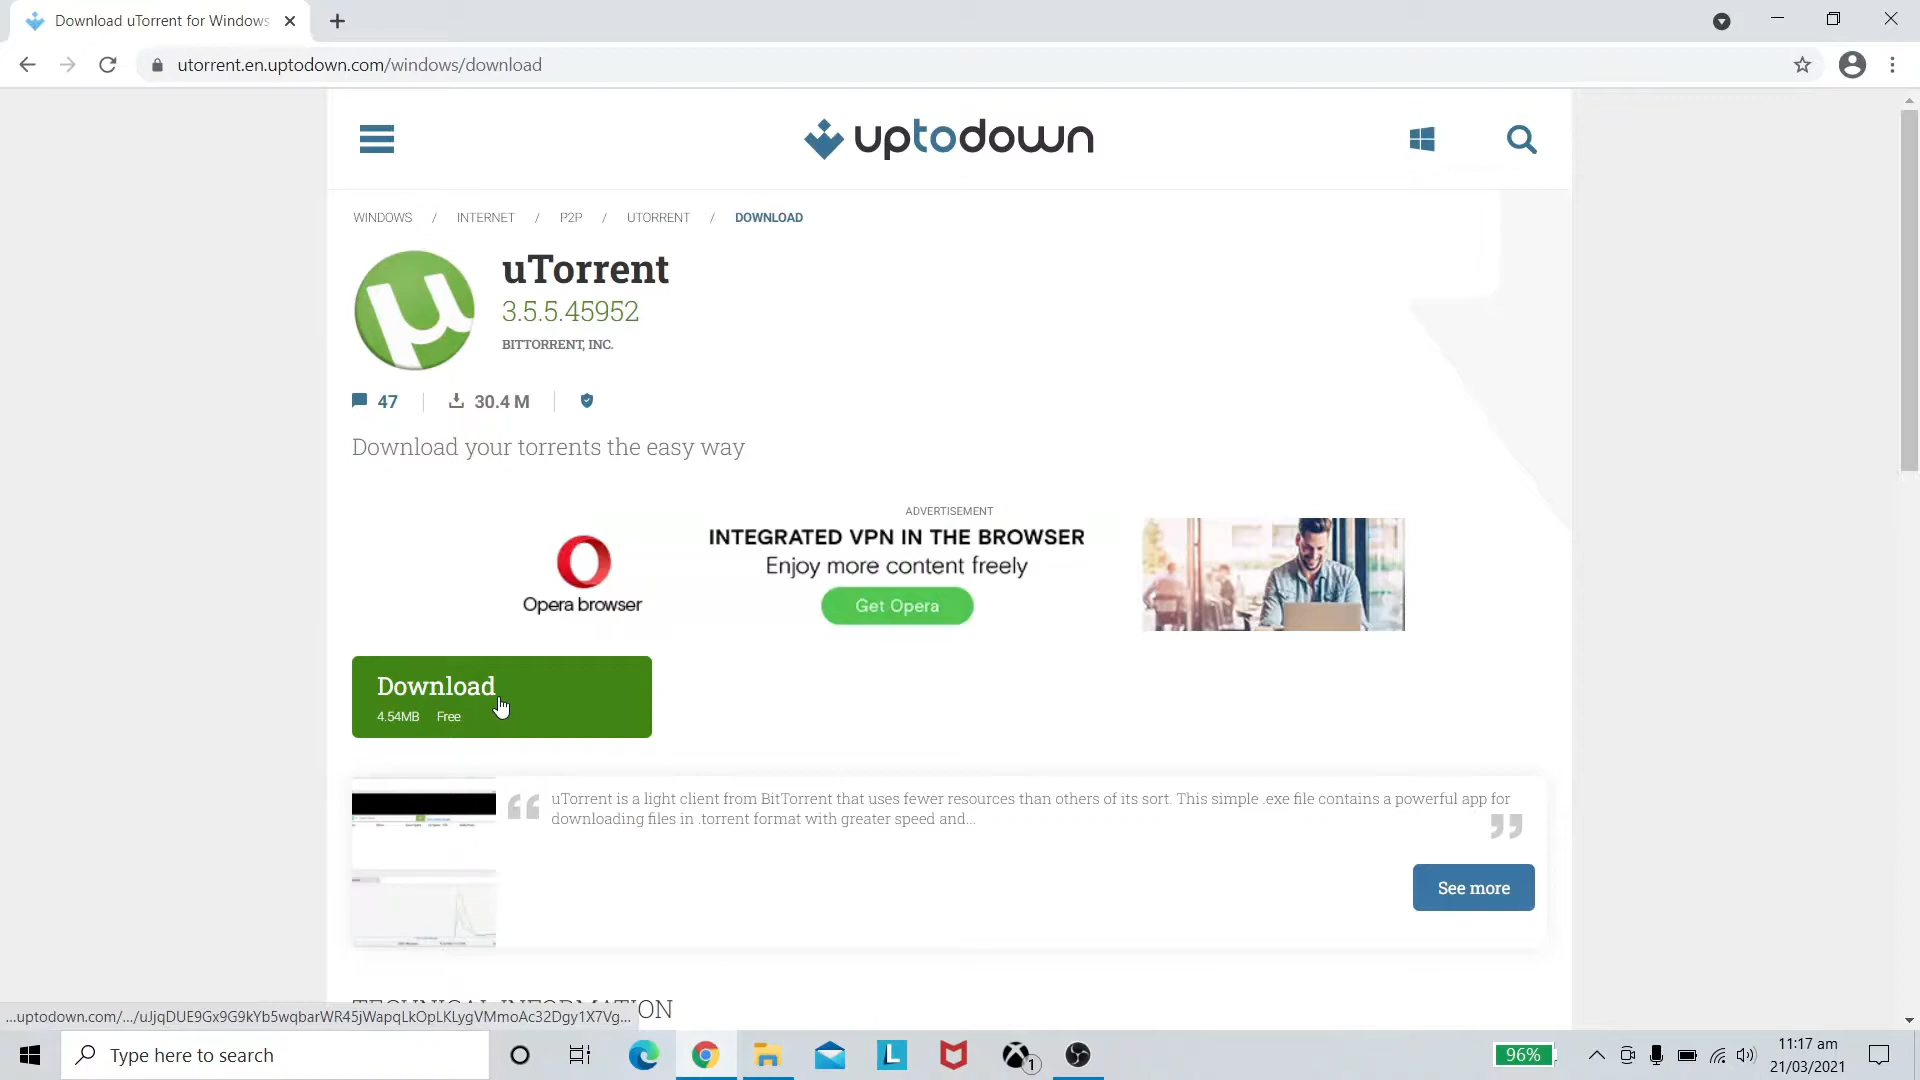 Download uTorrent for Windows
utorrent.en.uptodown.com/windows/download
uptodown
WINDOWS / INTERNET / P2P / UTORRENT / DOWNLOAD
uTorrent
3.5.5.45952
BITTORRENT, INC.
47 30.4 M
Download your torrents the easy way
ADVERTISEMENT
INTEGRATED VPN IN THE BROWSER
Enjoy more content freely
Opera browser
Get Opera
Download
4.54MB Free
uTorrent is a light client from BitTorrent that uses fewer resources than others of its sort. This simple .exe file contains a powerful app for
downloading files in .torrent format with greater speed and...
See more
TECHNICAL INFORMATION
...uptodown.com/.../uJjqDUE9Gx9G9kYb5wqbarWR45jWapqLkOpLKLygVMmoAc32Dgy1X7Vg...
Type here to search
L
1
96%
11:17 am
21/03/2021